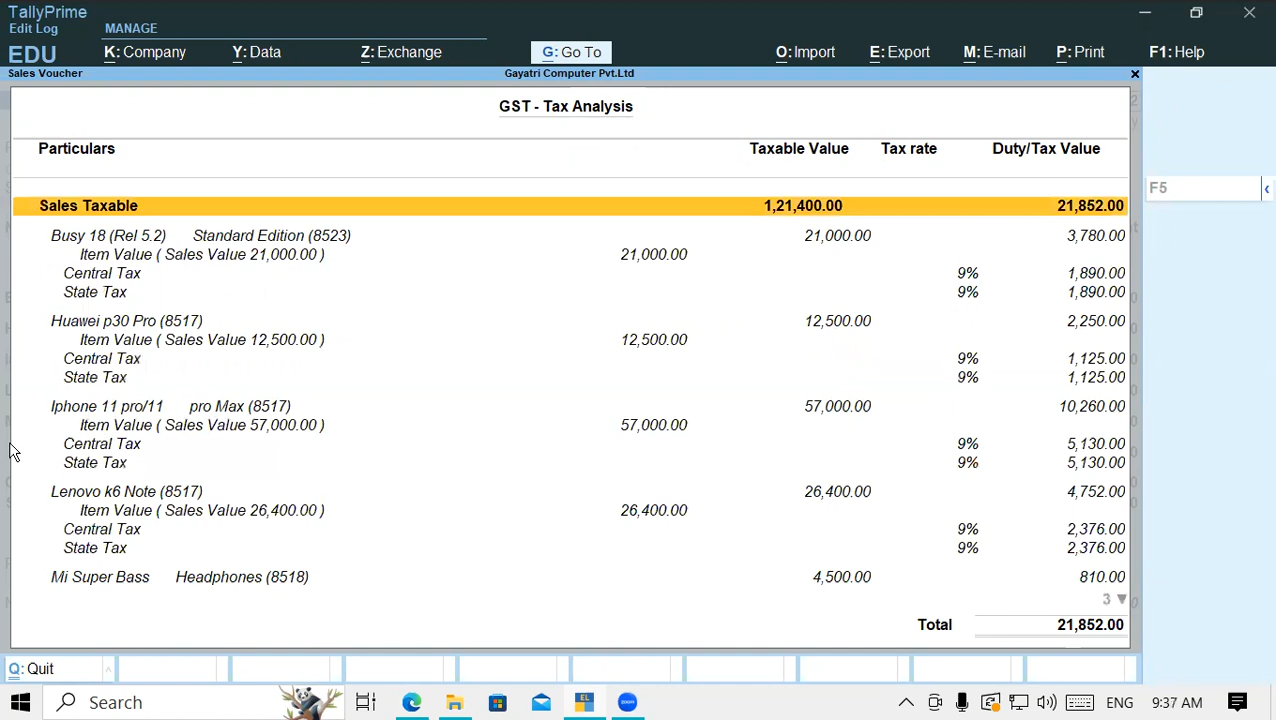 TallyPrime
Edit Log MANAGE
EDU K: Company Y: Data Z: Exchange G: Go To O: Import E: Export M: E-mail P: Print F1: Help
Sales Voucher Gayatri Computer Pvt.Ltd
GST - Tax Analysis
Particulars Taxable Value Tax rate Duty/Tax Value
F5
Sales Taxable 1,21,400.00 21,852.00
Busy 18 (Rel 5.2) Standard Edition (8523) 21,000.00 3,780.00
Item Value ( Sales Value 21,000.00 ) 21,000.00
Central Tax 9% 1,890.00
State Tax 9% 1,890.00
Huawei p30 Pro (8517) 12,500.00 2,250.00
Item Value ( Sales Value 12,500.00 ) 12,500.00
Central Tax 9% 1,125.00
State Tax 9% 1,125.00
Iphone 11 pro/11 pro Max (8517) 57,000.00 10,260.00
Item Value ( Sales Value 57,000.00 ) 57,000.00
Central Tax 9% 5,130.00
State Tax 9% 5,130.00
Lenovo k6 Note (8517) 26,400.00 4,752.00
Item Value ( Sales Value 26,400.00 ) 26,400.00
Central Tax 9% 2,376.00
State Tax 9% 2,376.00
Mi Super Bass Headphones (8518) 4,500.00 810.00
3 ▼
Total 21,852.00
Q: Quit
Search ENG 9:37 AM